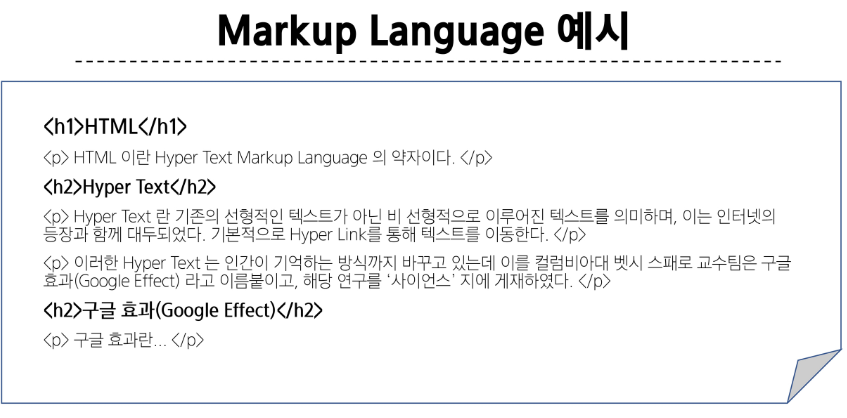 Markup Language 예시
<h1>HTML</h1>
<p> HTML 이란 Hyper Text Markup Language 의 약자이다. </p>
<h2>Hyper Text</h2>
<p> Hyper Text 란 기존의 선형적인 텍스트가 아닌 비 선형적으로 이루어진 텍스트를 의미하며, 이는 인터넷의
등장과 함께 대두되었다. 기본적으로 Hyper Link를 통해 텍스트를 이동한다. </p>
<p> 이러한 Hyper Text 는 인간이 기억하는 방식까지 바꾸고 있는데 이를 컬럼비아대 벳시 스패로 교수팀은 구글
효과(Google Effect) 라고 이름붙이고, 해당 연구를 ‘사이언스’ 지에 게재하였다. </p>
<h2>구글 효과(Google Effect)</h2>
<p> 구글 효과란... </p>